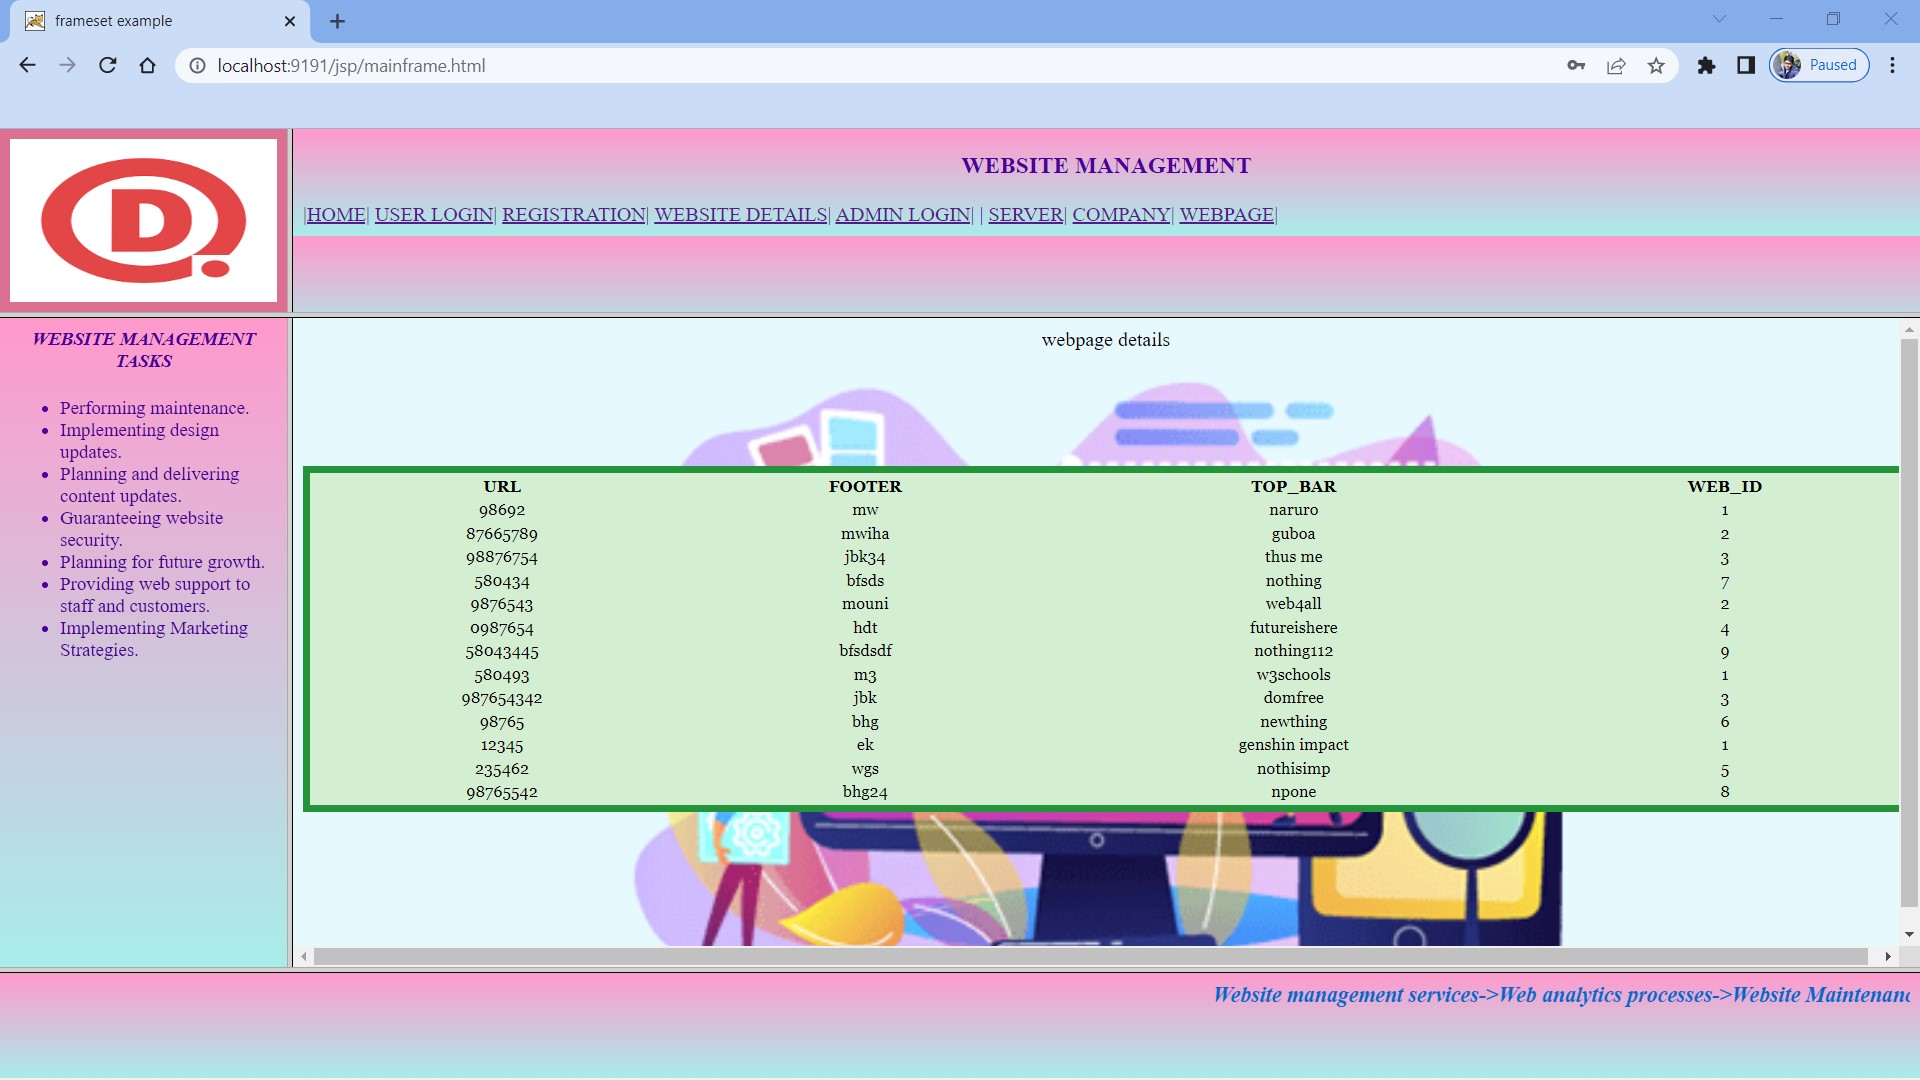 frameset example
localhost:9191/jsp/mainframe.html
Paused
D
WEBSITE MANAGEMENT
|HOME| USER LOGIN| REGISTRATION| WEBSITE DETAILS| ADMIN LOGIN| | SERVER| COMPANY| WEBPAGE|
WEBSITE MANAGEMENT
TASKS
Performing maintenance.
Implementing design
updates.
Planning and delivering
content updates.
Guaranteeing website
security.
Planning for future growth.
Providing web support to
staff and customers.
Implementing Marketing
Strategies.
webpage details
URL FOOTER TOP_BAR WEB_ID
98692 mw naruro 1
87665789 mwiha guboa 2
98876754 jbk34 thus me 3
580434 bfsds nothing 7
9876543 mouni web4all 2
0987654 hdt futureishere 4
58043445 bfsdsdf nothing112 9
580493 m3 w3schools 1
987654342 jbk domfree 3
98765 bhg newthing 6
12345 ek genshin impact 1
235462 wgs nothisimp 5
98765542 bhg24 npone 8
Website management services->Web analytics processes->Website Maintenanc